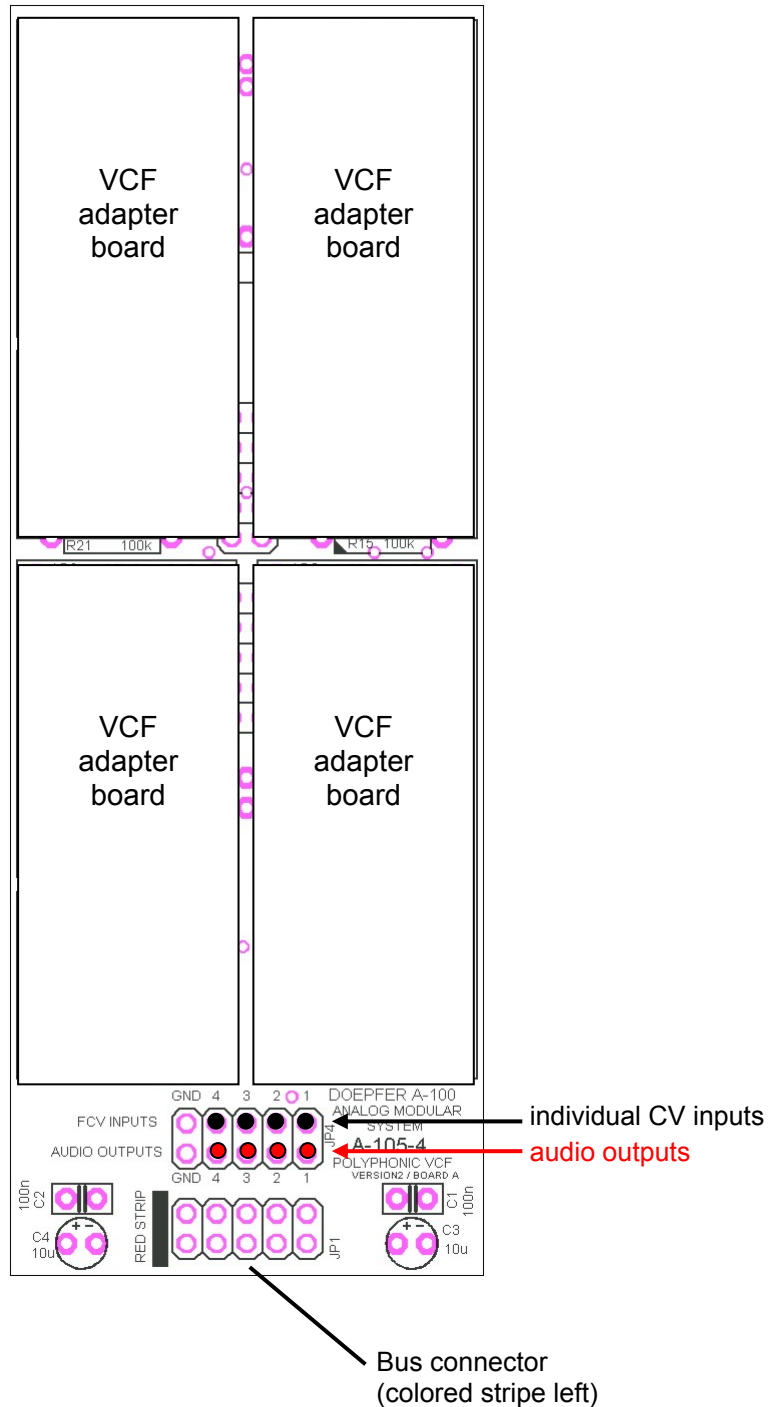 VCF
adapter
board
VCF
adapter
board
R21 100k
R15 100k
VCF
adapter
board
VCF
adapter
board
GND 4 3 2 1
DOEPFER A-100
ANALOG MODULAR
SYSTEM
A-105-4
POLYPHONIC VCF
VERSION2 / BOARD A
FCV INPUTS
AUDIO OUTPUTS
JP4
GND 4 3 2 1
individual CV inputs
audio outputs
100n
C2
C4
10u
+ -
RED STRIP
JP1
C1
100n
+ -
C3
10u
Bus connector
(colored stripe left)